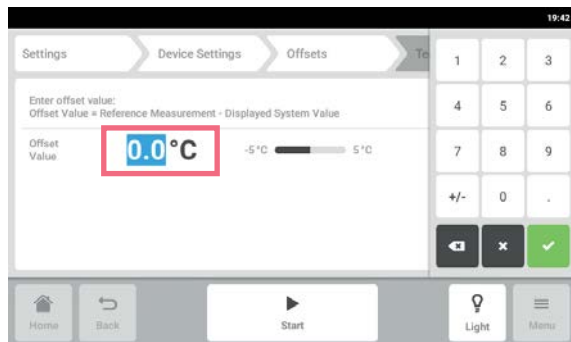 19:42
Settings
Device Settings
Offsets
Te
1 2 3
Enter offset value:
Offset Value = Reference Measurement - Displayed System Value
4 5 6
Offset
Value
0.0 °C
-5 °C
5 °C
7 8 9
+/- 0 .
Home
Back
Start
Light
Menu